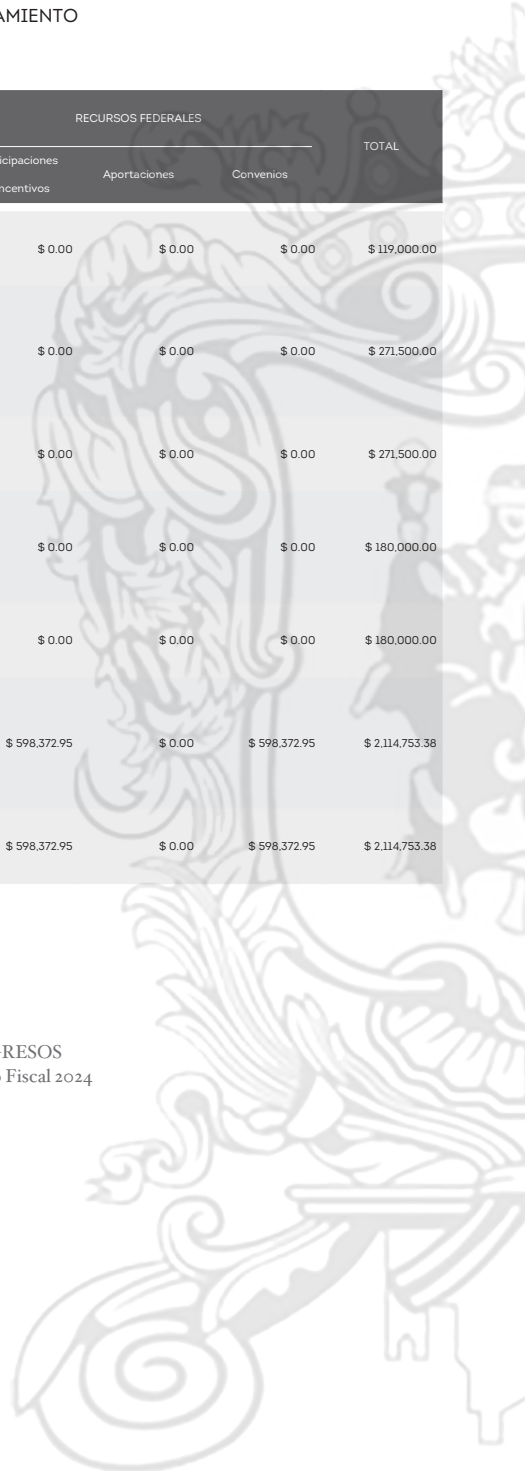 AMIENTO
RECURSOS FEDERALES
TOTAL
icipaciones
ncentivos
Aportaciones
Convenios
$ 0.00 $ 0.00 $ 0.00 $ 119,000.00
$ 0.00 $ 0.00 $ 0.00 $ 271,500.00
$ 0.00 $ 0.00 $ 0.00 $ 271,500.00
$ 0.00 $ 0.00 $ 0.00 $ 180,000.00
$ 0.00 $ 0.00 $ 0.00 $ 180,000.00
$ 598,372.95 $ 0.00 $ 598,372.95 $ 2,114,753.38
$ 598,372.95 $ 0.00 $ 598,372.95 $ 2,114,753.38
RESOS
Fiscal 2024